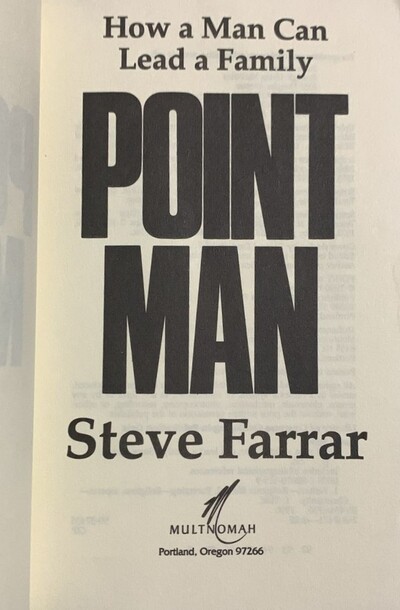 How a Man Can
Lead a Family
POINT
MAN
Steve Farrar
MULTNOMAH
Portland, Oregon 97266